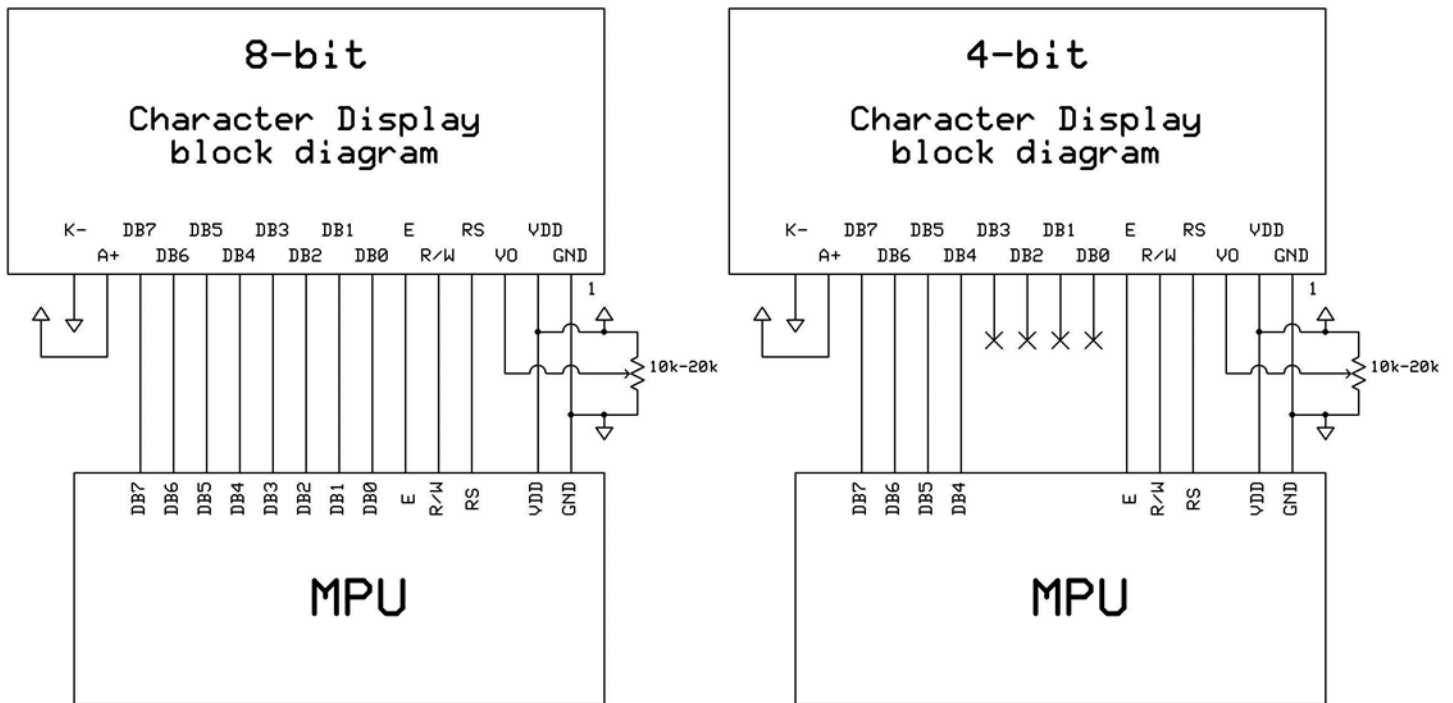 8-bit
Character Display
block diagram
K- DB7 DB5 DB3 DB1 E RS VDD
A+ DB6 DB4 DB2 DB0 R/W VO GND
1
10k-20k
DB7 DB6 DB5 DB4 DB3 DB2 DB1 DB0 E R/W RS VDD GND
MPU
4-bit
Character Display
block diagram
K- DB7 DB5 DB3 DB1 E RS VDD
A+ DB6 DB4 DB2 DB0 R/W VO GND
1
10k-20k
DB7 DB6 DB5 DB4 E R/W RS VDD GND
MPU